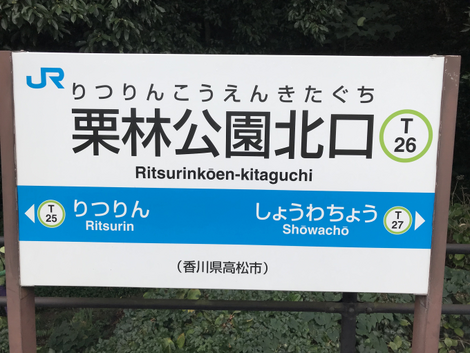 JR
りつりんこうえんきたぐち
栗林公園北口
T
26
Ritsurinkōen-kitaguchi
T
25
りつりん
Ritsurin
しょうわちょう
Shōwachō
T
27
(香川県高松市)